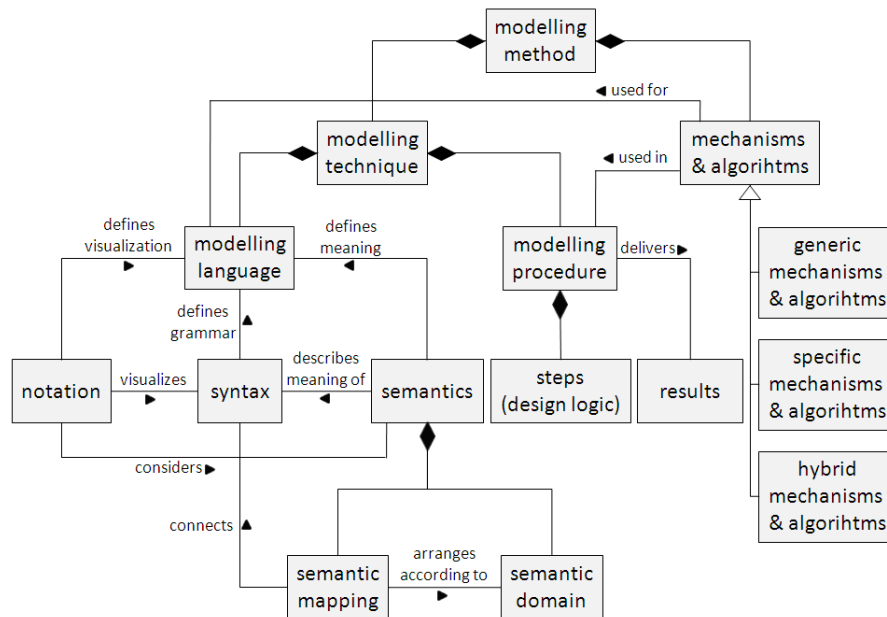 modelling
method
used for
modelling
technique
mechanisms
& algorihtms
used in
defines
visualization
modelling
language
defines
meaning
modelling
procedure
delivers
generic
mechanisms
& algorihtms
defines
grammar
notation
visualizes
syntax
describes
meaning of
semantics
steps
(design logic)
results
specific
mechanisms
& algorihtms
considers
connects
hybrid
mechanisms
& algorihtms
semantic
mapping
arranges
according to
semantic
domain